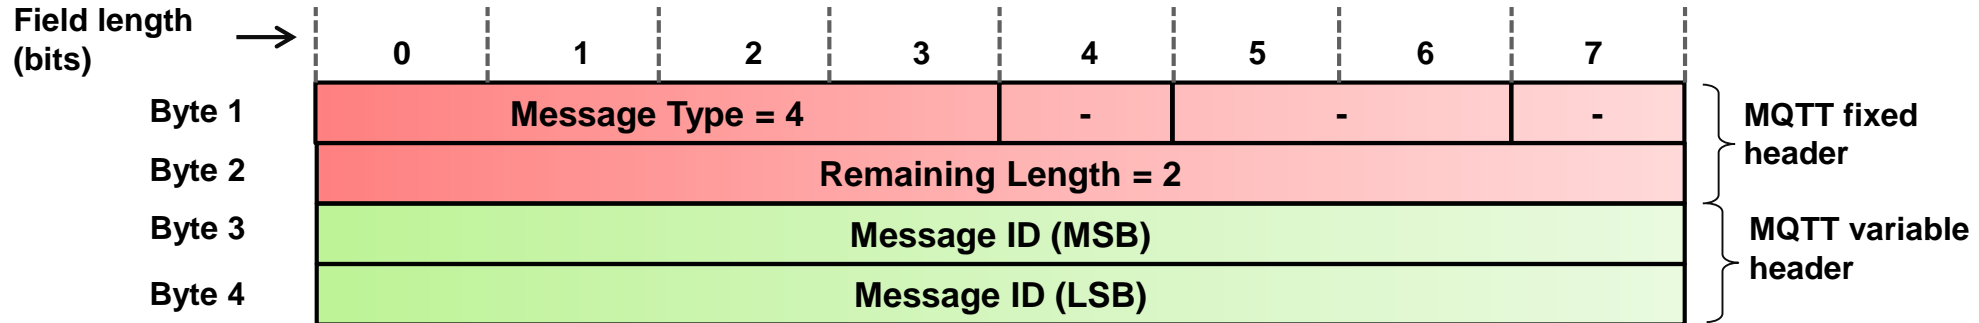 Field length
(bits)
0 1 2 3 4 5 6 7
Byte 1 Message Type = 4 - - -
MQTT fixed
header
Byte 2 Remaining Length = 2
Byte 3 Message ID (MSB)
MQTT variable
header
Byte 4 Message ID (LSB)